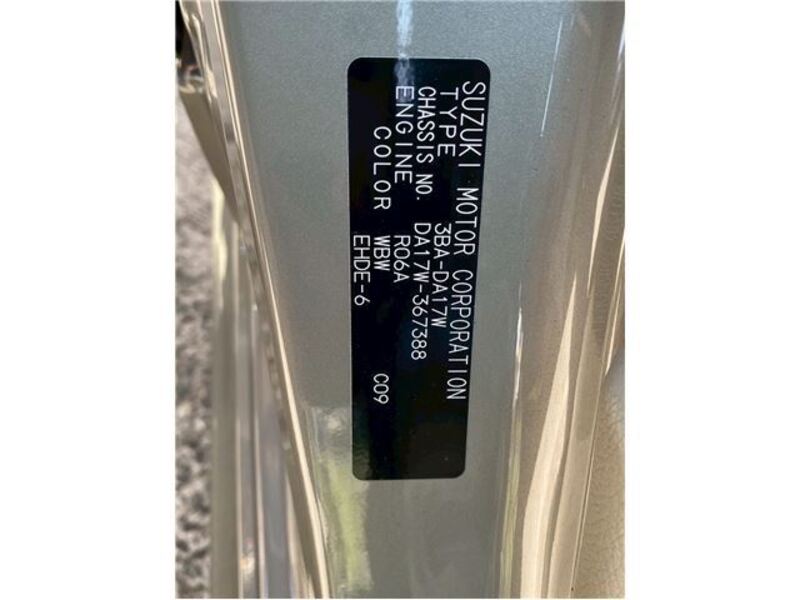 SUZUKI MOTOR CORPORATION
TYPE 3BA-DA17W
CHASSIS NO. DA17W-367388
ENGINE R06A
COLOR WBW C09
EHDE-6